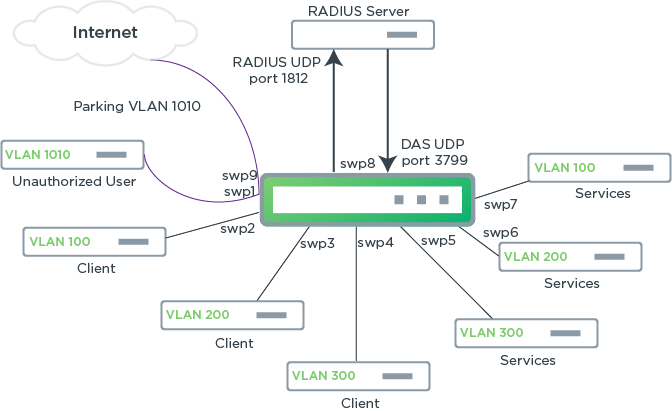 RADIUS Server
Internet
RADIUS UDP
port 1812
Parking VLAN 1010
DAS UDP
port 3799
swp8
VLAN 1010
Unauthorized User
swp9
swp1
VLAN 100
Services
swp7
swp2
VLAN 100
Client
swp3
swp4
swp5
swp6
VLAN 200
Services
VLAN 200
Client
VLAN 300
Services
VLAN 300
Client